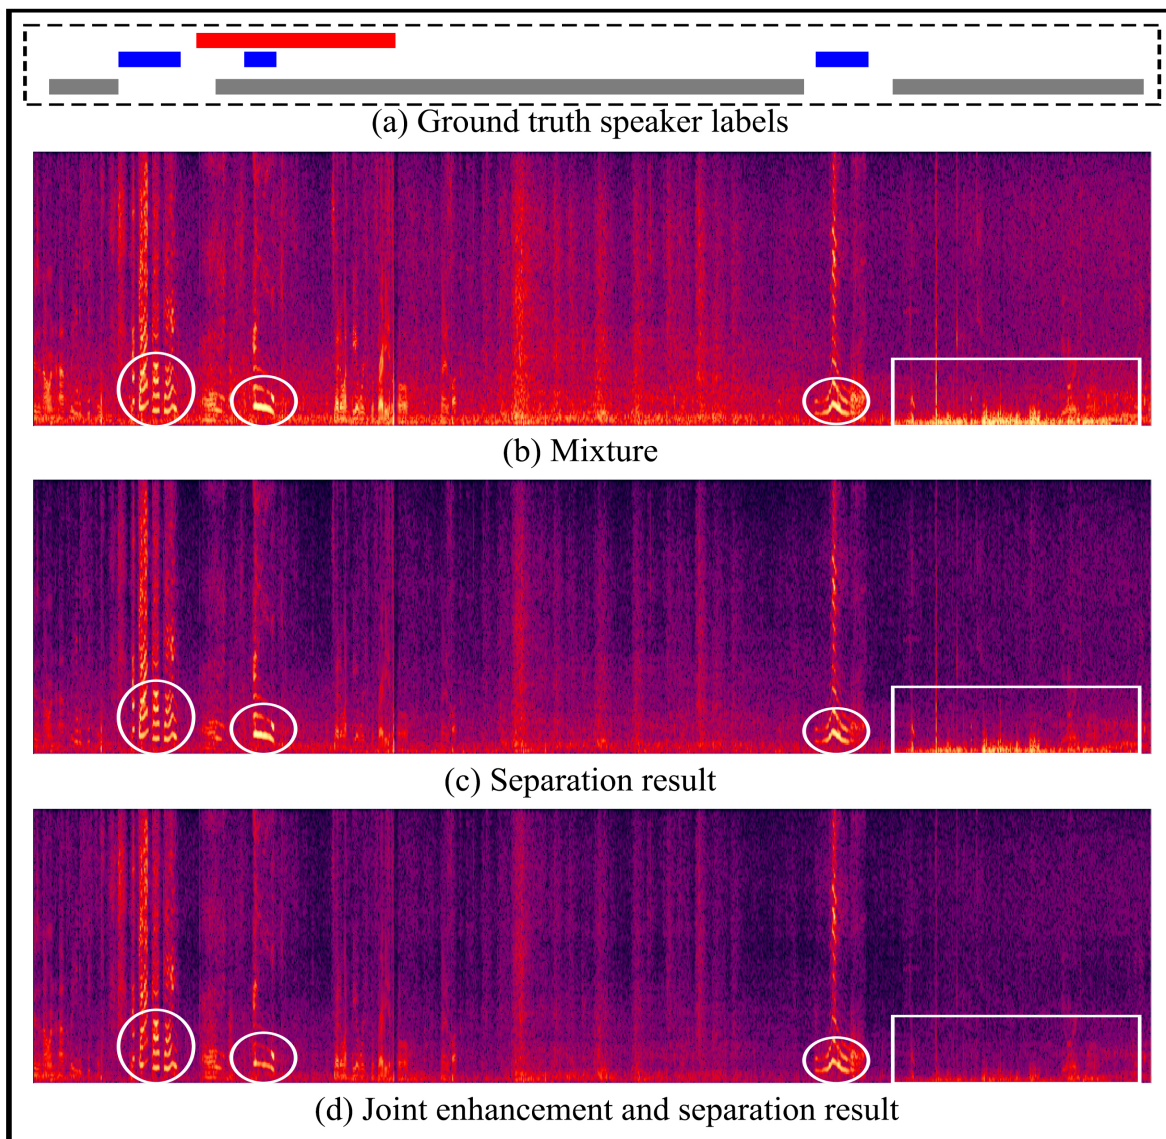 (a) Ground truth speaker labels
(b) Mixture
(c) Separation result
(d) Joint enhancement and separation result